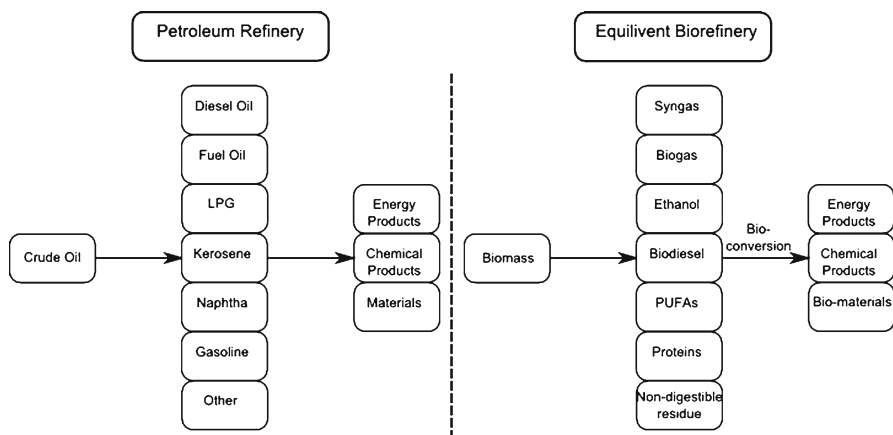 Petroleum Refinery
Diesel Oil
Fuel Oil
LPG
Crude Oil
Kerosene
Naphtha
Gasoline
Other
Energy
Products
Chemical
Products
Materials
Equilivent Biorefinery
Syngas
Biogas
Ethanol
Biomass
Biodiesel
PUFAs
Proteins
Non-digestible
residue
Bio-
conversion
Energy
Products
Chemical
Products
Bio-materials